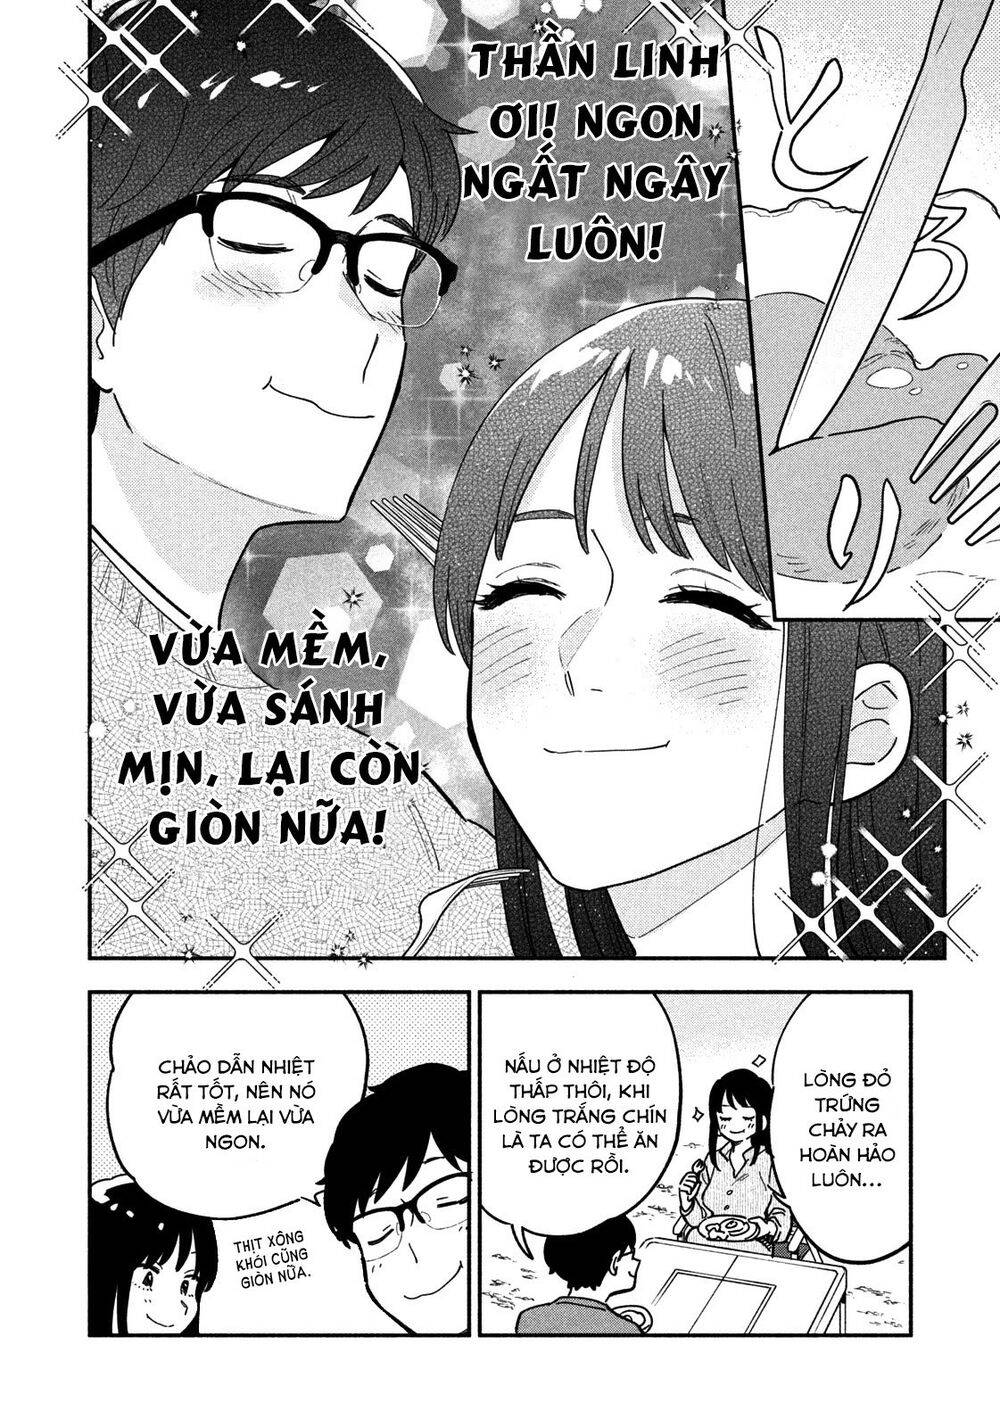 THẦN LINH
ƠI! NGON
NGẤT NGÂY
LUÔN!
VỪA MỀM,
VỪA SÁNH
MỊN, LẠI CÒN
GIÒN NỮA!
LÒNG ĐỎ
TRỨNG
CHẢY RA
HOÀN HẢO
LUÔN...
NẤU Ở NHIỆT ĐỘ
THẤP THÔI, KHI
LÒNG TRẮNG CHÍN
LÀ TA CÓ THỂ ĂN
ĐƯỢC RỒI.
CHẢO DẪN NHIỆT
RẤT TỐT, NÊN NÓ
VỪA MỀM LẠI VỪA
NGON.
THỊT XÔNG
KHÓI CŨNG
GIÒN NỮA.